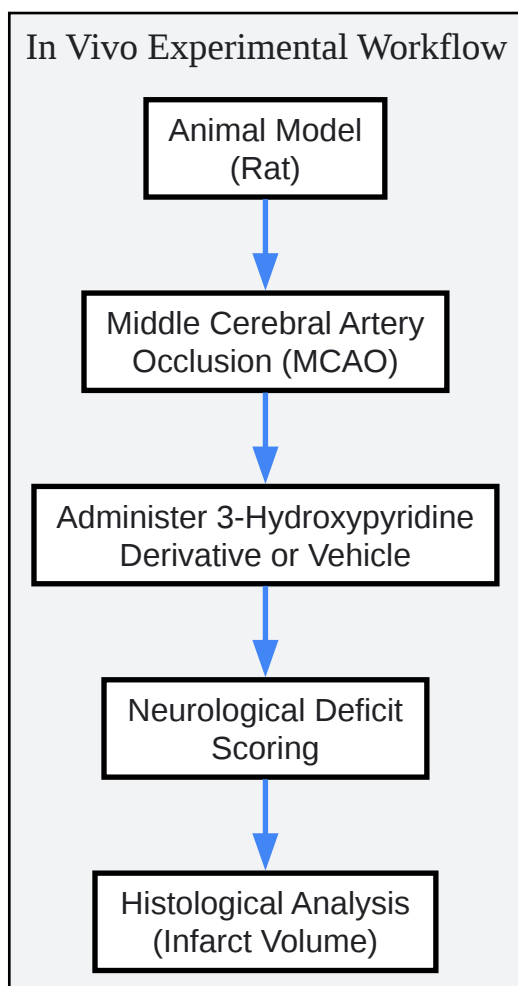 In Vivo Experimental Workflow
Animal Model
(Rat)
Middle Cerebral Artery
Occlusion (MCAO)
Administer 3-Hydroxypyridine
Derivative or Vehicle
Neurological Deficit
Scoring
Histological Analysis
(Infarct Volume)